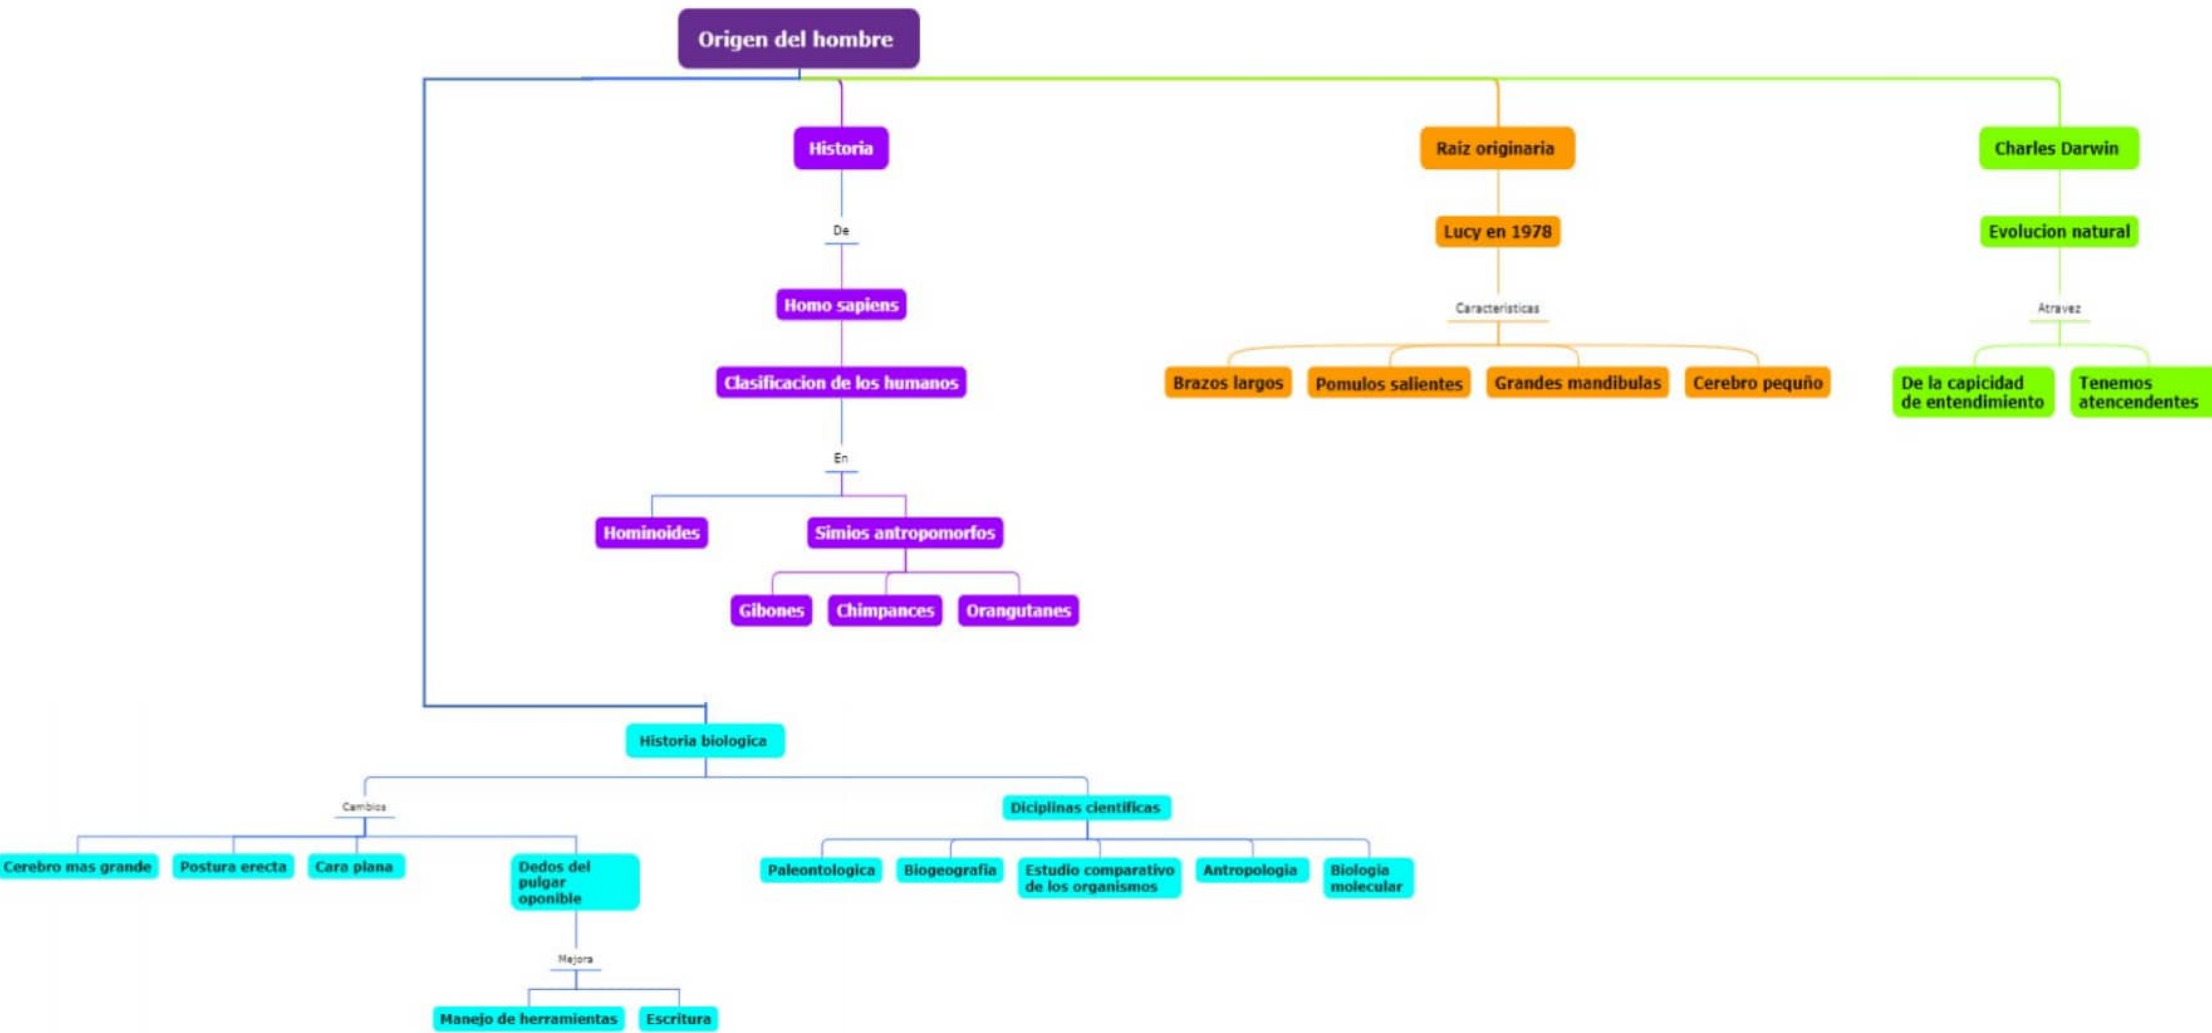 Origen del hombre
Historia
Raiz originaria
Charles Darwin
De
Lucy en 1978
Evolucion natural
Homo sapiens
Caracteristicas
Atravez
Clasificacion de los humanos
Brazos largos
Pomulos salientes
Grandes mandibulas
Cerebro pequño
De la capicidad
de entendimiento
Tenemos
atencendentes
En
Hominoides
Simios antropomorfos
Gibones
Chimpances
Orangutanes
Historia biologica
Cambios
Diciplinas cientificas
Cerebro mas grande
Postura erecta
Cara plana
Dedos del
pulgar
oponible
Paleontologica
Biogeografia
Estudio comparativo
de los organismos
Antropologia
Biologia
molecular
Mejora
Manejo de herramientas
Escritura